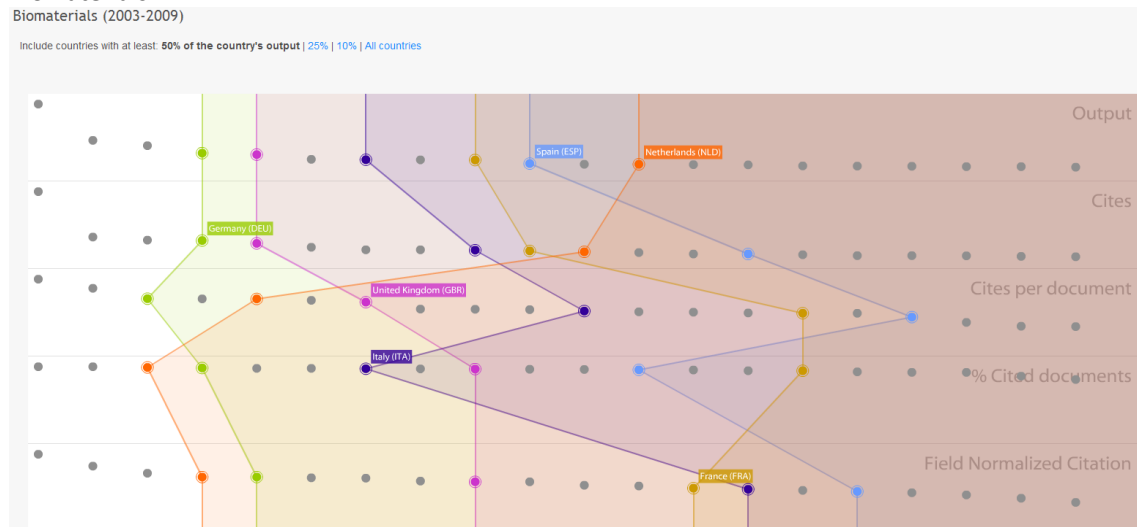 Biomaterials (2003-2009)
Include countries with at least: 50% of the country's output | 25% | 10% | All countries
Output
Spain (ESP)
Netherlands (NLD)
Cites
Germany (DEU)
Cites per document
United Kingdom (GBR)
Italy (ITA)
% Cited documents
Field Normalized Citation
France (FRA)